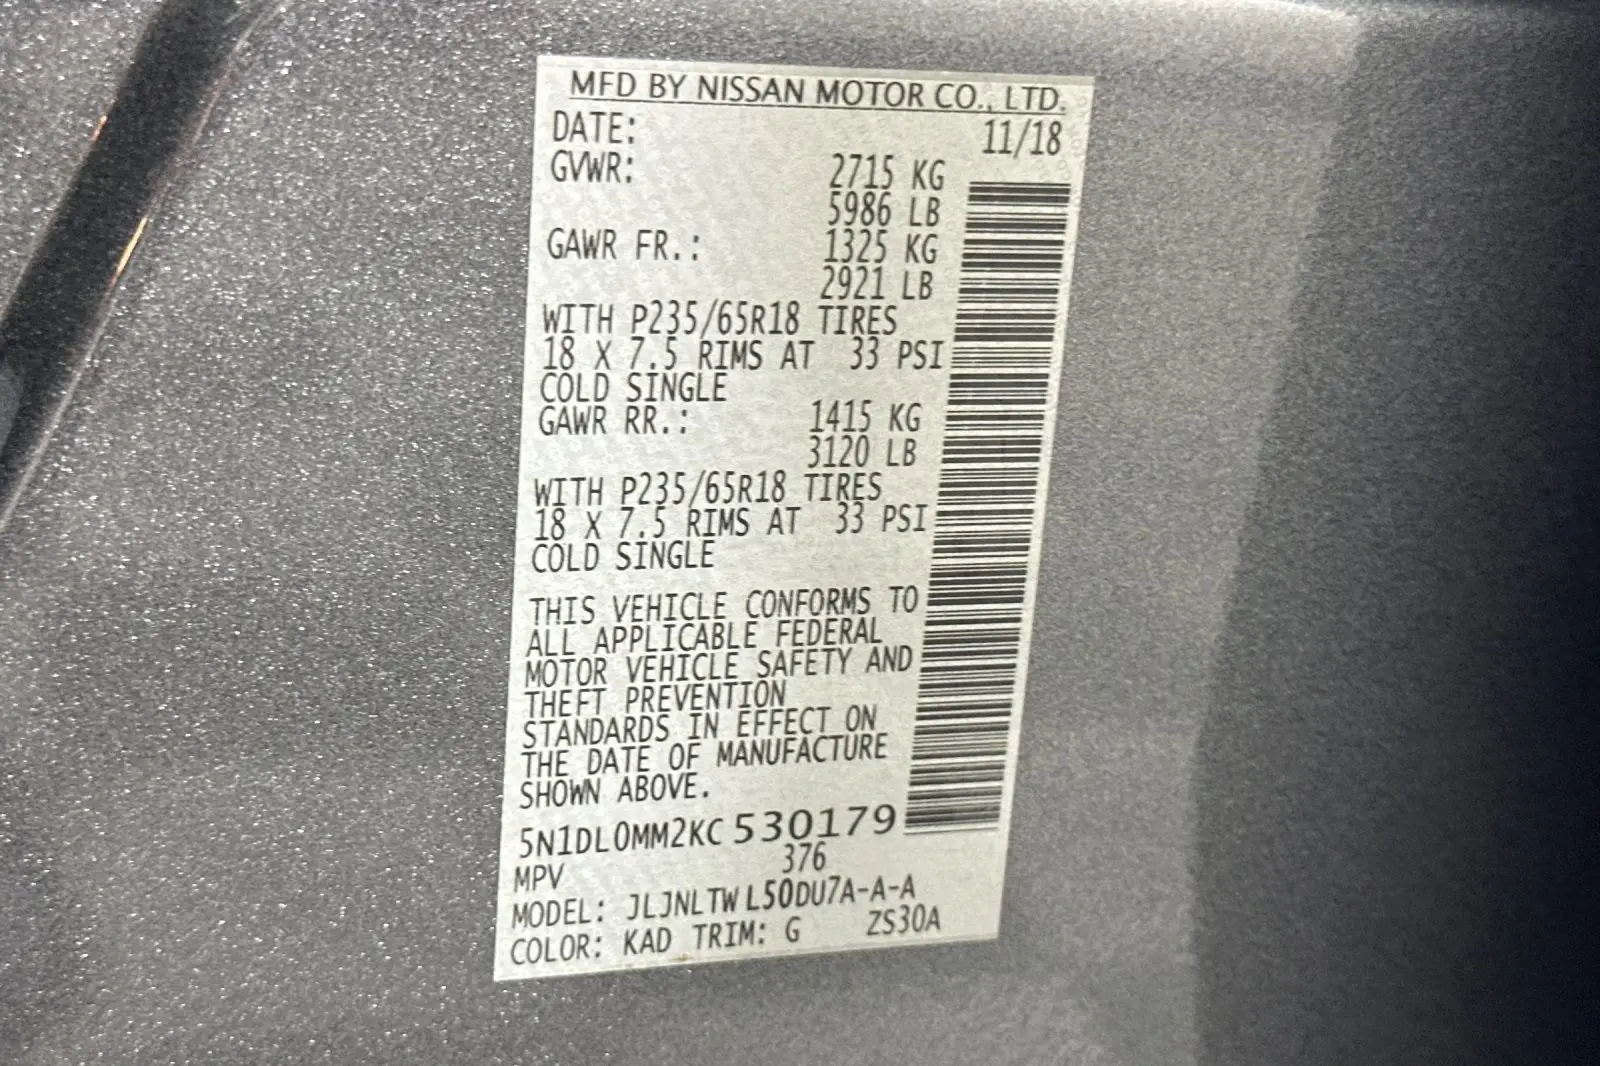 MFD BY NISSAN MOTOR CO., LTD.
DATE: 11/18
GVWR: 2715 KG
5986 LB
GAWR FR.: 1325 KG
2921 LB
WITH P235/65R18 TIRES
18 X 7.5 RIMS AT 33 PSI
COLD SINGLE
GAWR RR.: 1415 KG
3120 LB
WITH P235/65R18 TIRES
18 X 7.5 RIMS AT 33 PSI
COLD SINGLE
THIS VEHICLE CONFORMS TO
ALL APPLICABLE FEDERAL
MOTOR VEHICLE SAFETY AND
THEFT PREVENTION
STANDARDS IN EFFECT ON
THE DATE OF MANUFACTURE
SHOWN ABOVE.
5N1DL0MM2KC530179
MPV 376
MODEL: JLJNLTWL50DU7A-A-A
COLOR: KAD TRIM: G ZS30A